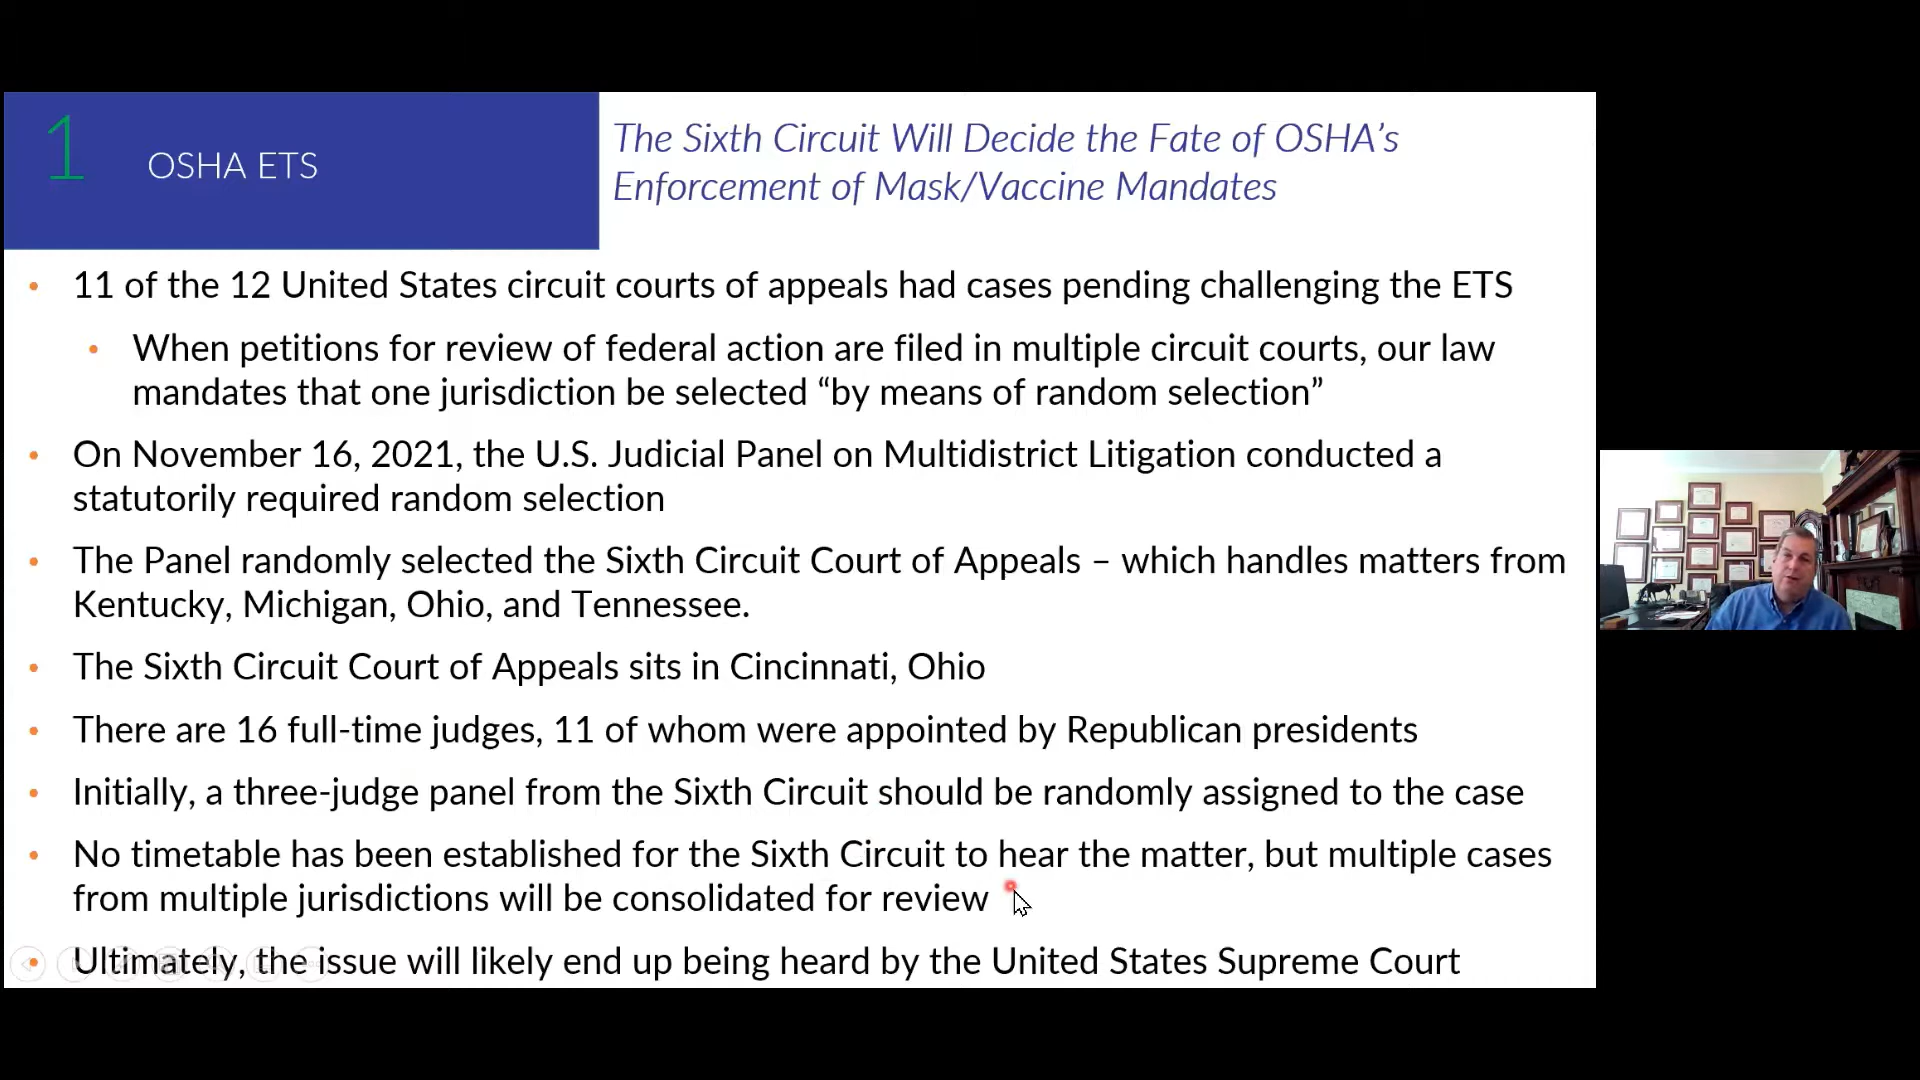 1
OSHA ETS
The Sixth Circuit Will Decide the Fate of OSHA’s
Enforcement of Mask/Vaccine Mandates
• 11 of the 12 United States circuit courts of appeals had cases pending challenging the ETS
• When petitions for review of federal action are filed in multiple circuit courts, our law
mandates that one jurisdiction be selected “by means of random selection”
• On November 16, 2021, the U.S. Judicial Panel on Multidistrict Litigation conducted a
statutorily required random selection
• The Panel randomly selected the Sixth Circuit Court of Appeals – which handles matters from
Kentucky, Michigan, Ohio, and Tennessee.
• The Sixth Circuit Court of Appeals sits in Cincinnati, Ohio
• There are 16 full-time judges, 11 of whom were appointed by Republican presidents
• Initially, a three-judge panel from the Sixth Circuit should be randomly assigned to the case
• No timetable has been established for the Sixth Circuit to hear the matter, but multiple cases
from multiple jurisdictions will be consolidated for review
• Ultimately, the issue will likely end up being heard by the United States Supreme Court